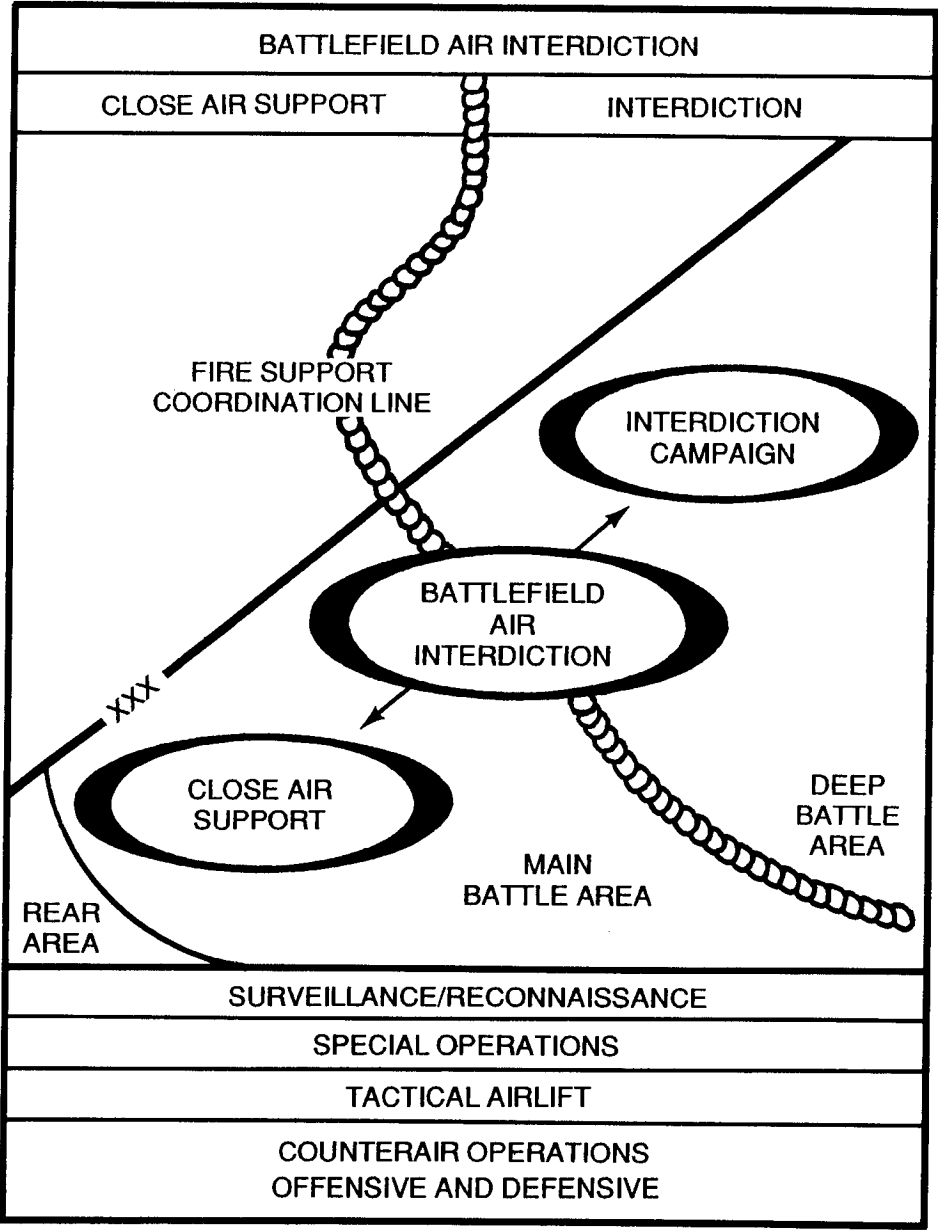 BATTLEFIELD AIR INTERDICTION
CLOSE AIR SUPPORT
INTERDICTION
FIRE SUPPORT
COORDINATION LINE
INTERDICTION
CAMPAIGN
BATTLEFIELD
AIR
INTERDICTION
XXX
CLOSE AIR
SUPPORT
DEEP
BATTLE
AREA
MAIN
BATTLE AREA
REAR
AREA
SURVEILLANCE/RECONNAISSANCE
SPECIAL OPERATIONS
TACTICAL AIRLIFT
COUNTERAIR OPERATIONS
OFFENSIVE AND DEFENSIVE